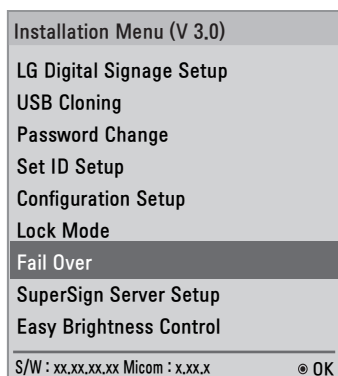 Installation Menu (V 3.0)
LG Digital Signage Setup
USB Cloning
Password Change
Set ID Setup
Configuration Setup
Lock Mode
Fail Over
SuperSign Server Setup
Easy Brightness Control
S/W : xx.xx.xx.xx Micom : x.xx.x ◉ OK